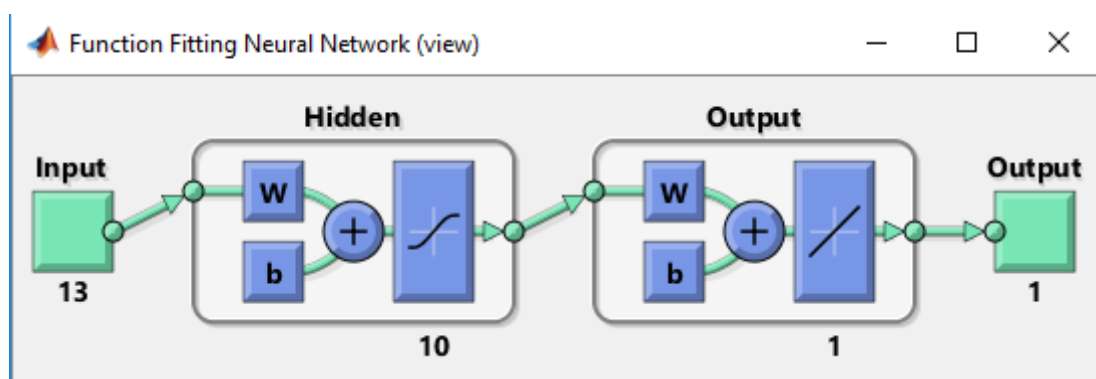 Function Fitting Neural Network (view)
Hidden
Output
Input
Output
W
W
b
b
13
1
10
1